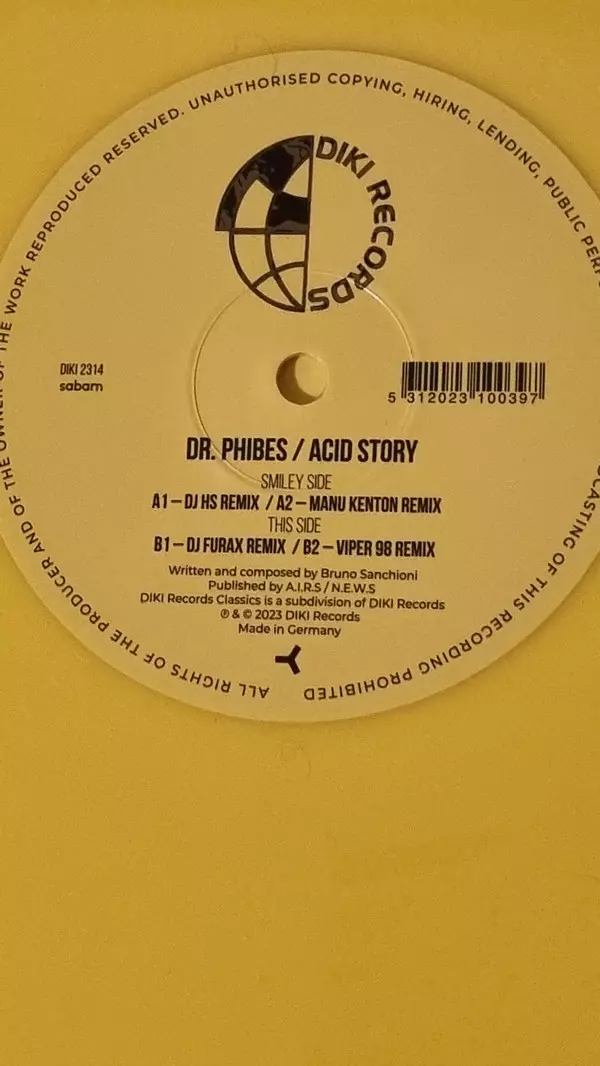 ALL RIGHTS OF THE PRODUCER AND OF THE OWNER OF THE WORK REPRODUCED RESERVED. UNAUTHORISED COPYING, HIRING, LENDING, PUBLIC
OF THIS RECORDING PROHIBITED
DIKI RECORDS
DIKI 2314
sabam
5 312023 100397
DR. PHIBES / ACID STORY
SMILEY SIDE
A1 – DJ HS REMIX / A2 – MANU KENTON REMIX
THIS SIDE
B1 – DJ FURAX REMIX / B2 – VIPER 98 REMIX
Written and composed by Bruno Sanchioni
Published by A.I.R.S / N.E.W.S
DIKI Records Classics is a subdivision of DIKI Records
℗ & © 2023 DIKI Records
Made in Germany